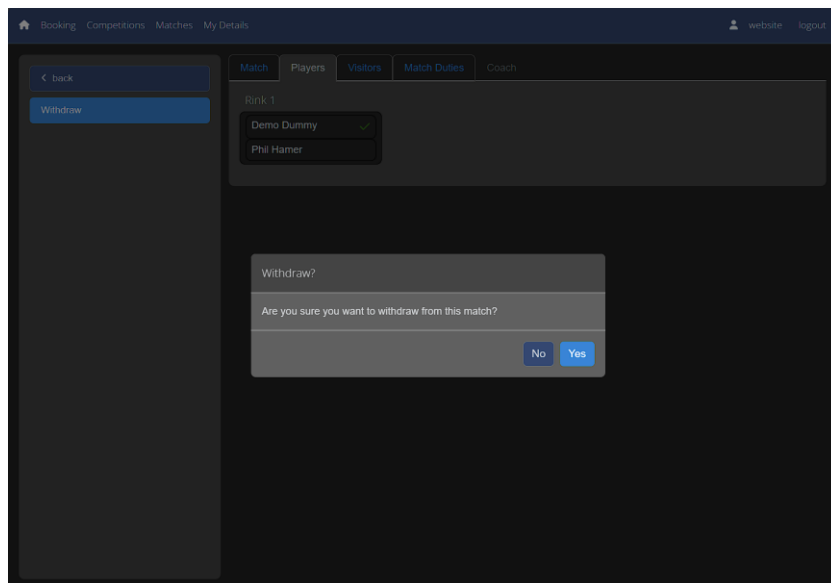 Booking Competitions Matches My Details website logout
back
Withdraw
Match Players Visitors Match Duties Coach
Rink 1
Demo Dummy
Phil Hamer
Withdraw?
Are you sure you want to withdraw from this match?
No Yes